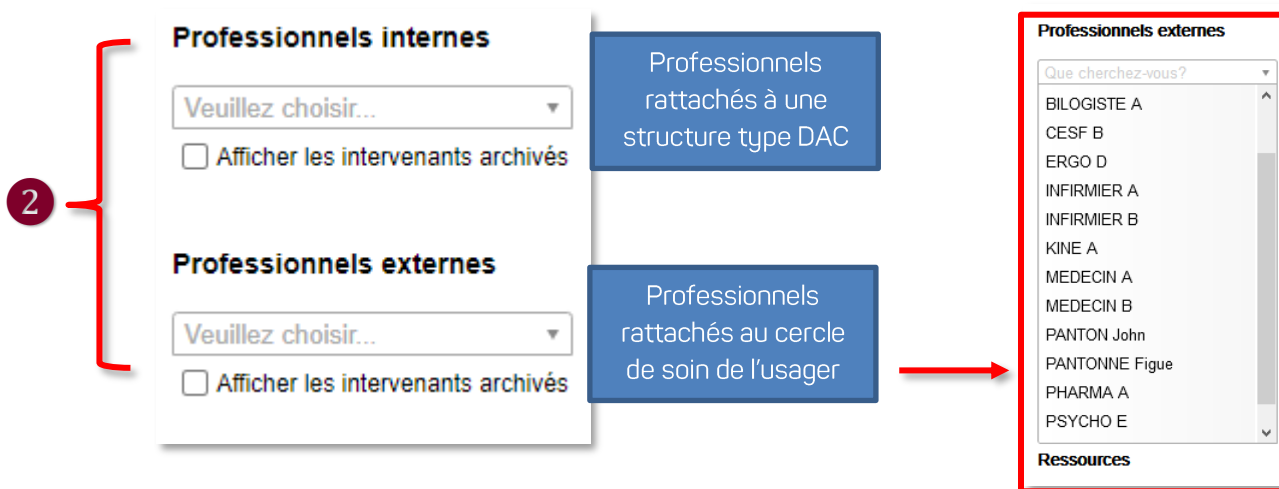 2
Professionnels internes
Veuillez choisir...
Afficher les intervenants archivés
Professionnels
rattachés à une
structure type DAC
Professionnels externes
Veuillez choisir...
Afficher les intervenants archivés
Professionnels
rattachés au cercle
de soin de l'usager
Professionnels externes
Que cherchez-vous?
BILOGISTE A
CESF B
ERGO D
INFIRMIER A
INFIRMIER B
KINE A
MEDECIN A
MEDECIN B
PANTON John
PANTONNE Figue
PHARMA A
PSYCHO E
Ressources